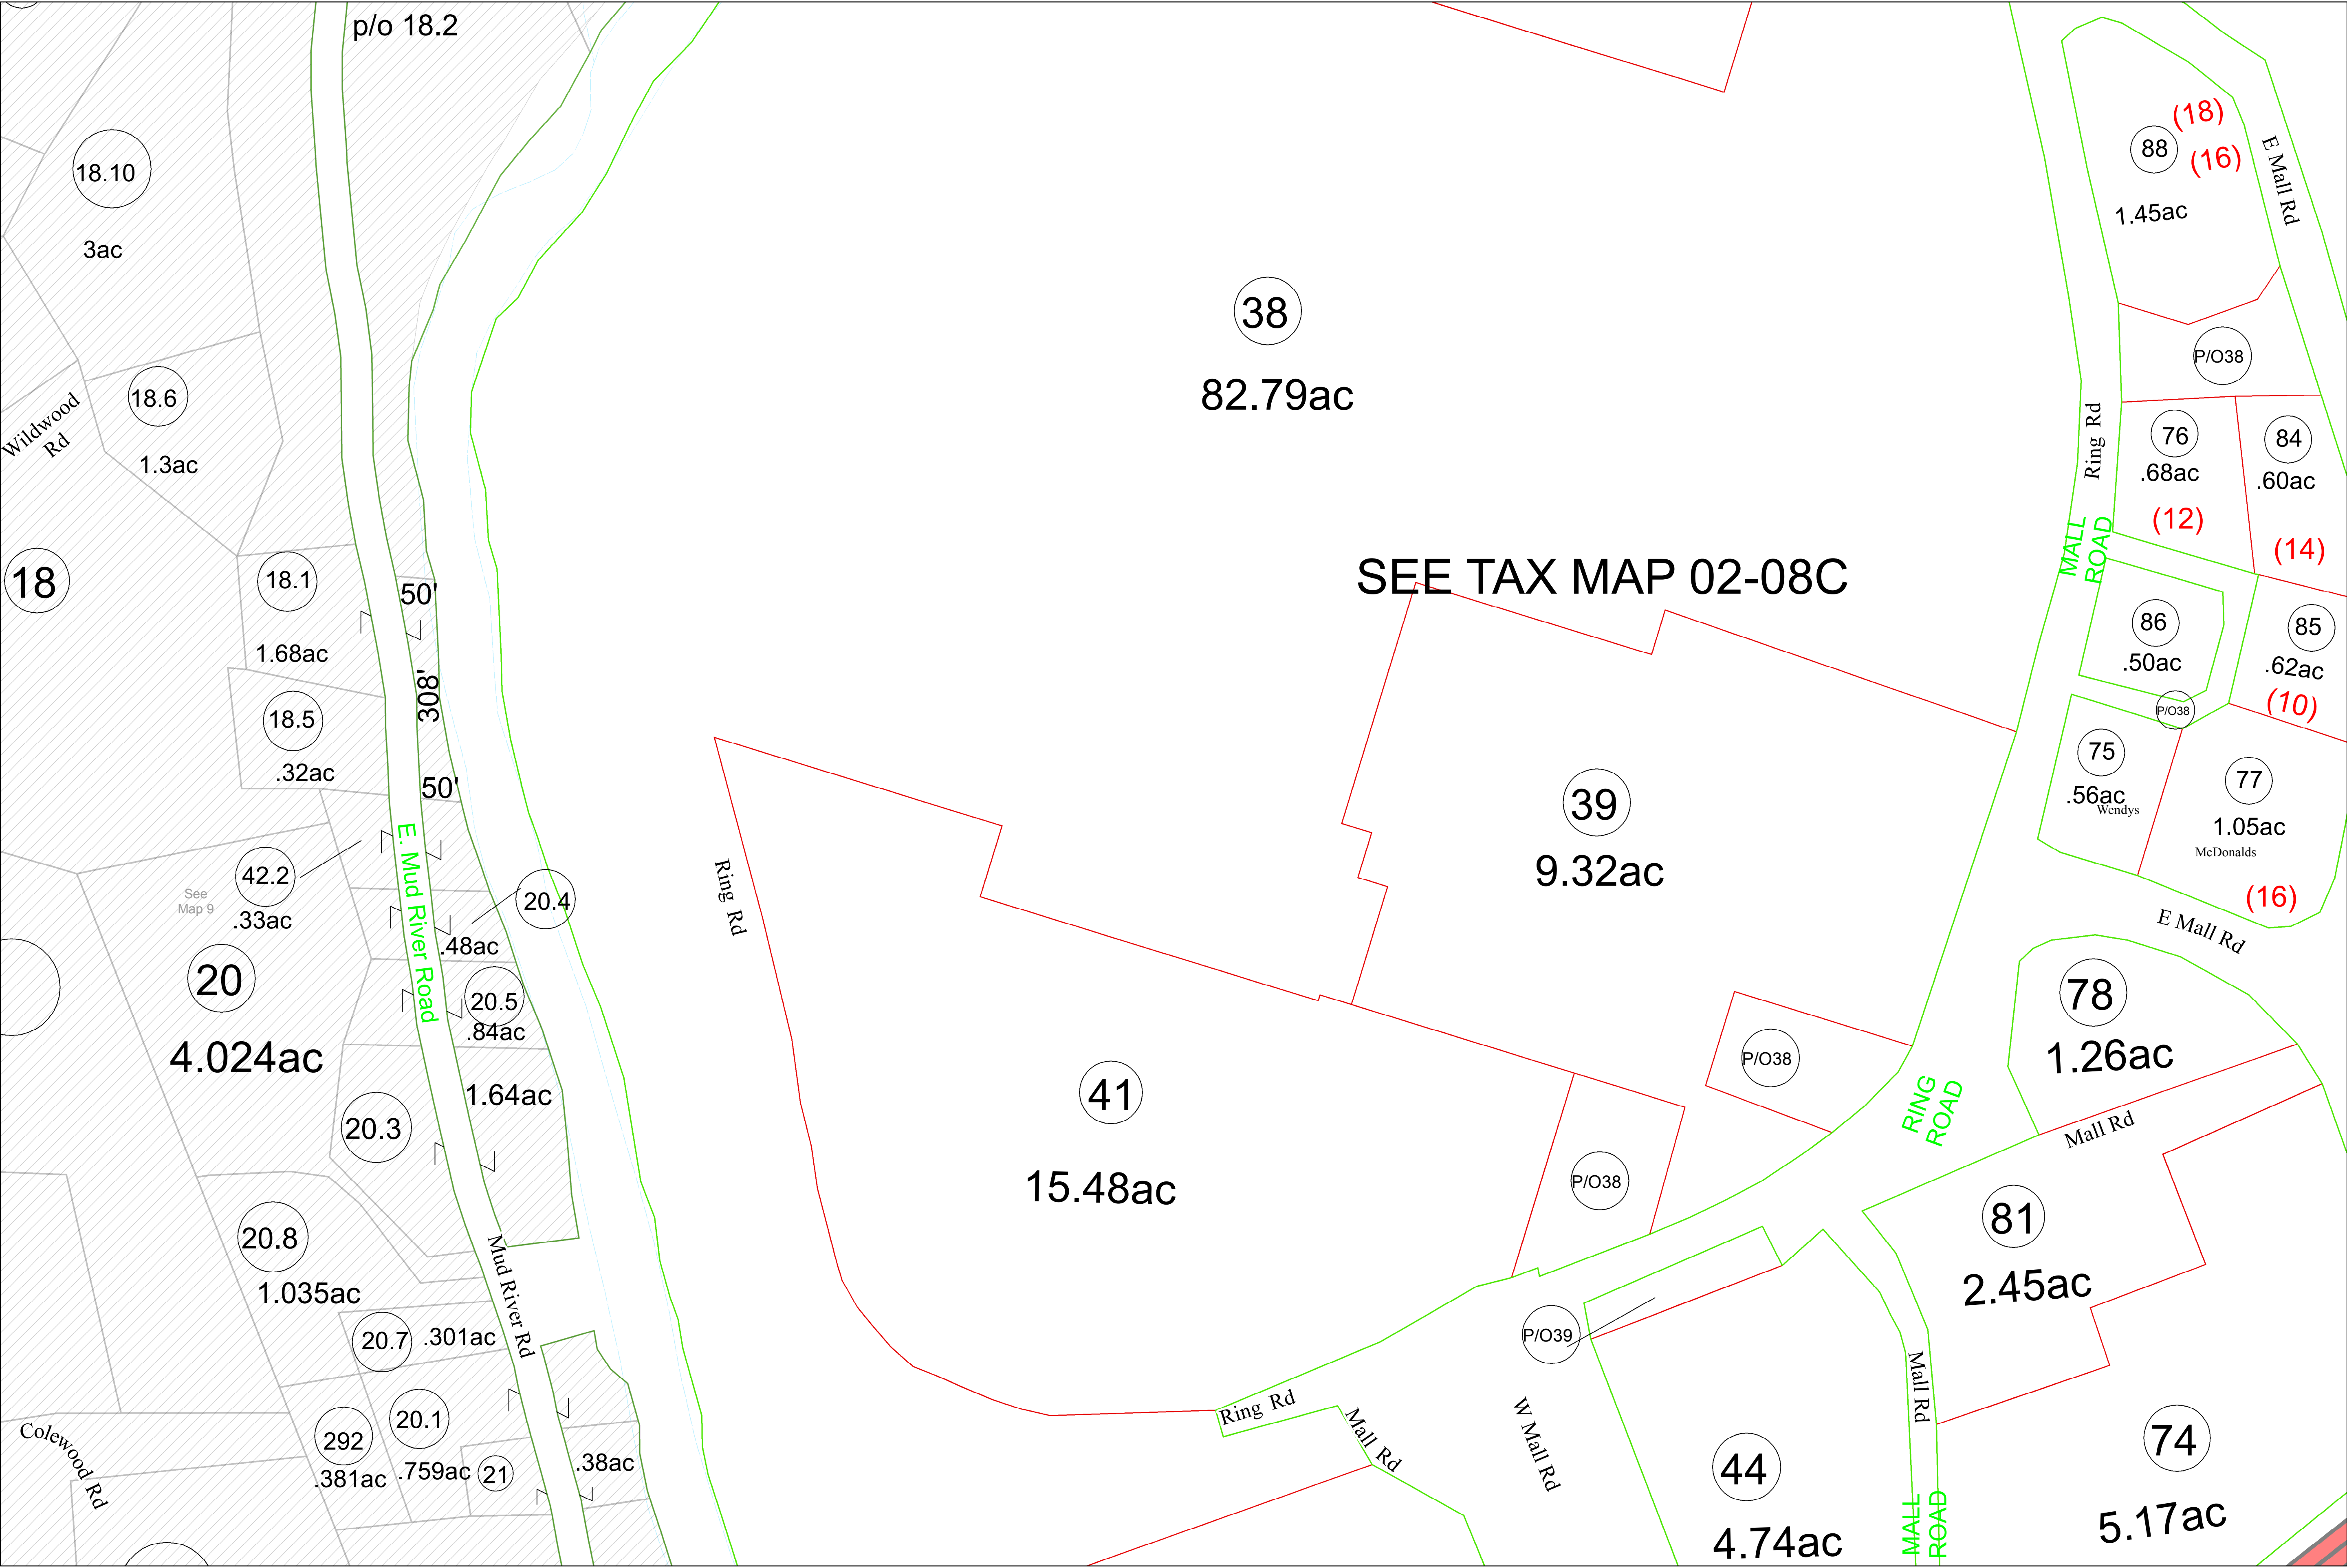 p/o 18.2
18.10
3ac
18.6
1.3ac
Wildwood
Rd
18
18.1
1.68ac
18.5
.32ac
50'
308'
50'
42.2
.33ac
See
Map 9
20
4.024ac
E. Mud River Road
20.4
.48ac
20.5
.84ac
1.64ac
20.3
20.8
1.035ac
Mud River Rd
20.7
.301ac
20.1
.759ac
292
.381ac
21
.38ac
Colewood Rd
38
82.79ac
SEE TAX MAP 02-08C
39
9.32ac
Ring Rd
41
15.48ac
P/O38
P/O38
P/O39
Ring Rd
Mall Rd
W Mall Rd
44
4.74ac
88
(18)
(16)
1.45ac
E Mall Rd
P/O38
Ring Rd
76
.68ac
(12)
84
.60ac
(14)
MALL
ROAD
86
.50ac
85
.62ac
(10)
P/O38
75
.56ac
Wendys
77
1.05ac
McDonalds
(16)
E Mall Rd
78
1.26ac
RING
ROAD
Mall Rd
81
2.45ac
Mall Rd
74
5.17ac
MALL
ROAD